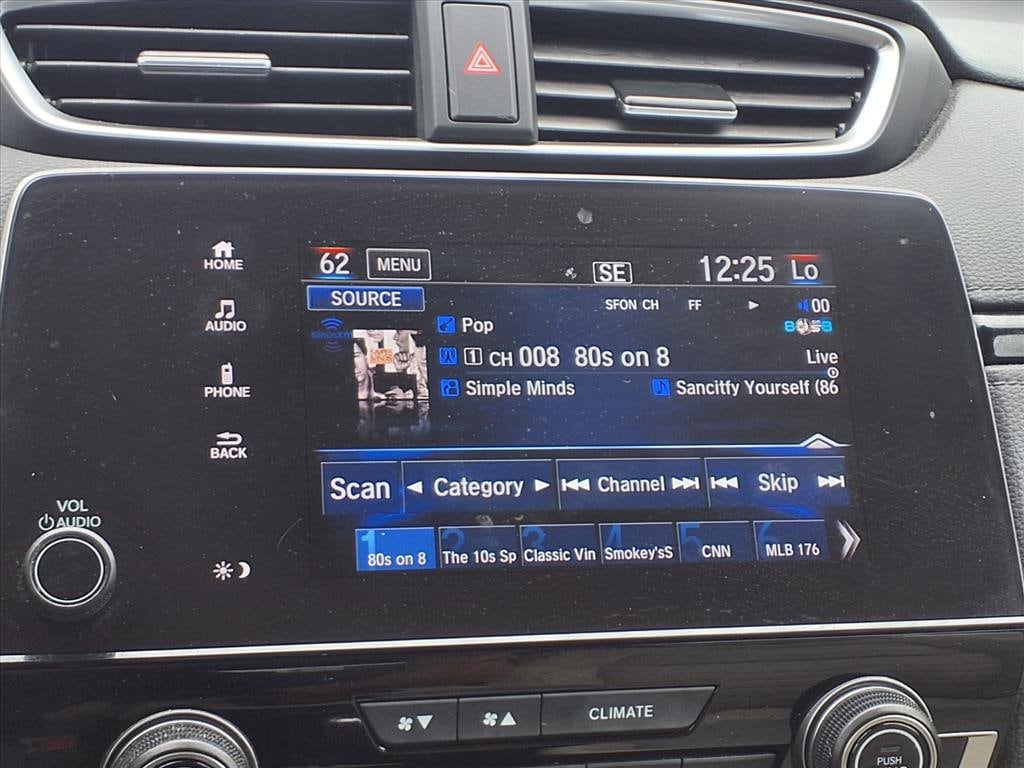 62 MENU SE 12:25 Lo
HOME
SOURCE
SFON CH FF 00
siriusxm
AUDIO
Pop
1 CH 008 80s on 8 Live
Simple Minds Sancitfy Yourself (86
PHONE
BACK
Scan Category Channel Skip
VOL
AUDIO
1 2 3 4 5 6
80s on 8 The 10s Sp Classic Vin Smokey'sS CNN MLB 176
CLIMATE
PUSH